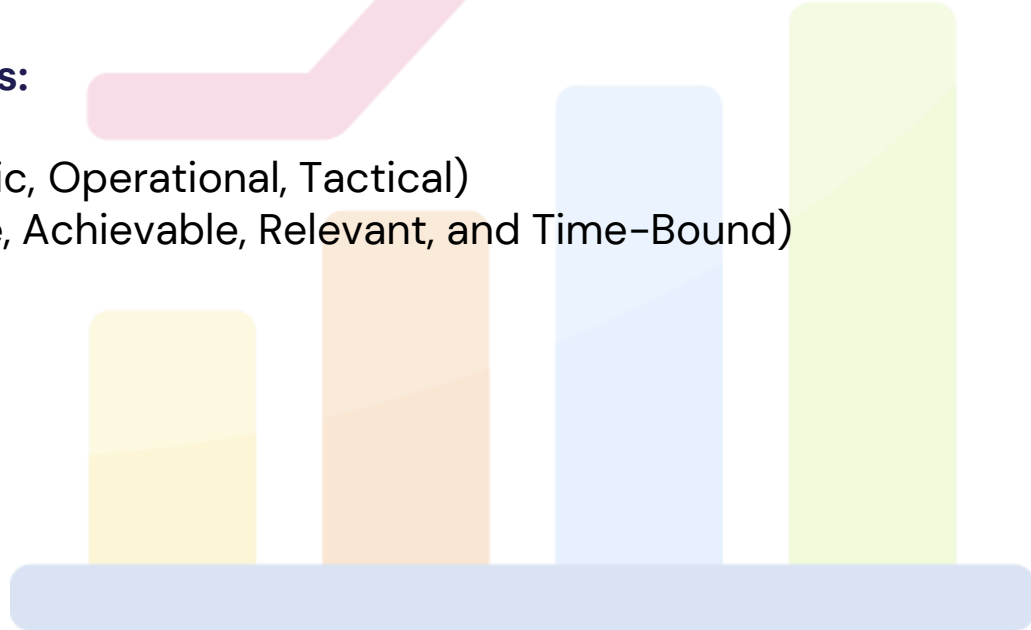 s:
ic, Operational, Tactical)
e, Achievable, Relevant, and Time-Bound)